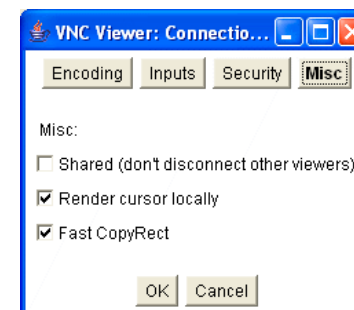 VNC Viewer: Connectio...
Encoding Inputs Security Misc
Misc:
Shared (don't disconnect other viewers)
Render cursor locally
Fast CopyRect
OK Cancel